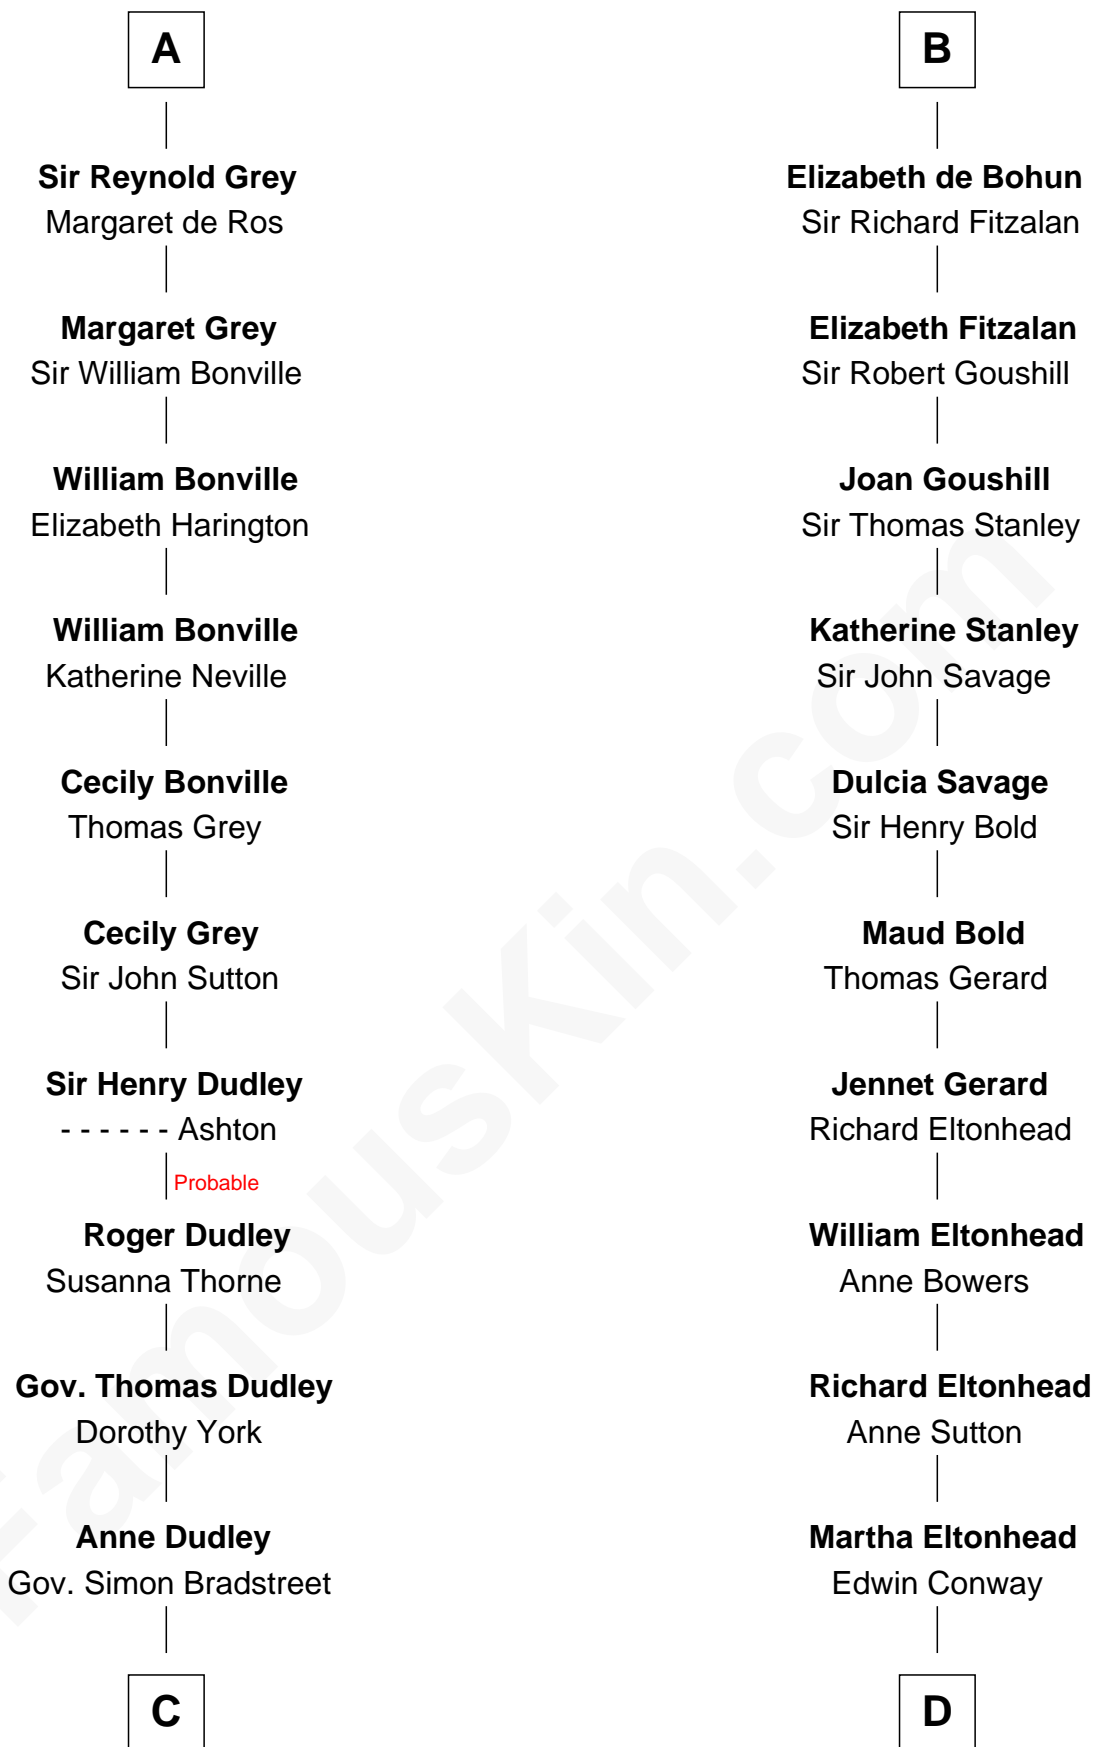 A
Sir Reynold Grey
Margaret de Ros
Margaret Grey
Sir William Bonville
William Bonville
Elizabeth Harington
William Bonville
Katherine Neville
Cecily Bonville
Thomas Grey
Cecily Grey
Sir John Sutton
Sir Henry Dudley
- - - - - - Ashton
Probable
Roger Dudley
Susanna Thorne
Gov. Thomas Dudley
Dorothy York
Anne Dudley
Gov. Simon Bradstreet
C
B
Elizabeth de Bohun
Sir Richard Fitzalan
Elizabeth Fitzalan
Sir Robert Goushill
Joan Goushill
Sir Thomas Stanley
Katherine Stanley
Sir John Savage
Dulcia Savage
Sir Henry Bold
Maud Bold
Thomas Gerard
Jennet Gerard
Richard Eltonhead
William Eltonhead
Anne Bowers
Richard Eltonhead
Anne Sutton
Martha Eltonhead
Edwin Conway
D
FamousKin.com